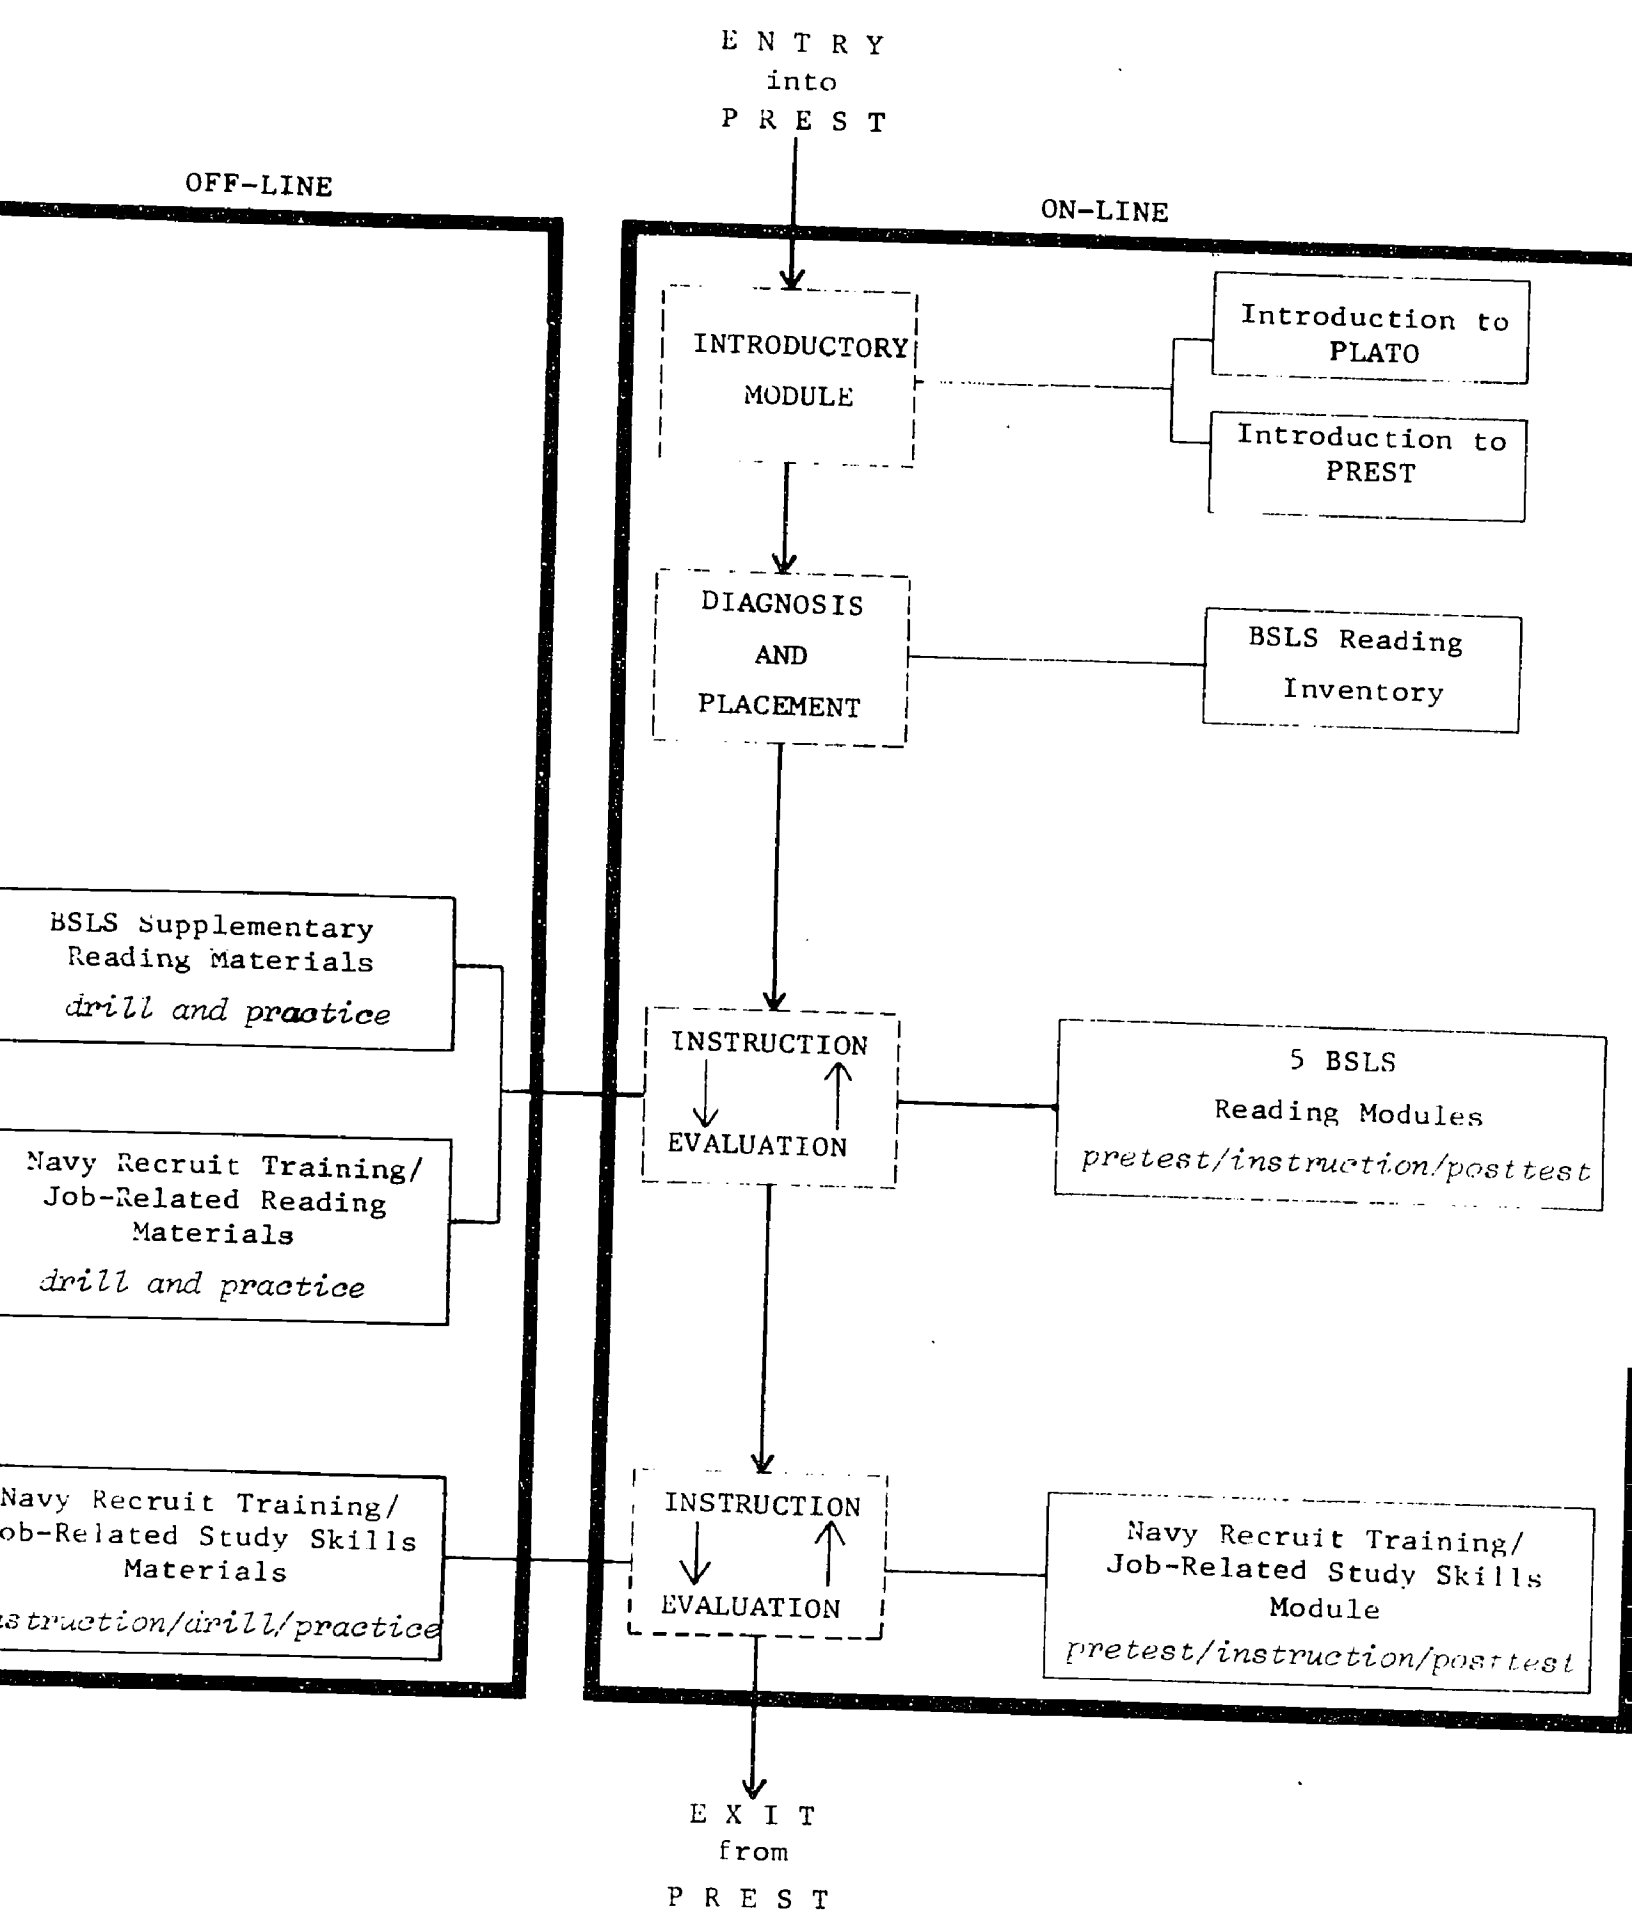 E N T R Y
into
P R E S T
OFF-LINE
ON-LINE
INTRODUCTORY
MODULE
Introduction to
PLATO
Introduction to
PREST
DIAGNOSIS
AND
PLACEMENT
BSLS Reading
Inventory
BSLS Supplementary
Reading Materials
drill and practice
Navy Recruit Training/
Job-Related Reading
Materials
drill and practice
INSTRUCTION
EVALUATION
5 BSLS
Reading Modules
pretest/instruction/posttest
Navy Recruit Training/
ob-Related Study Skills
Materials
struction/drill/practice
INSTRUCTION
EVALUATION
Navy Recruit Training/
Job-Related Study Skills
Module
pretest/instruction/posttest
E X I T
from
P R E S T